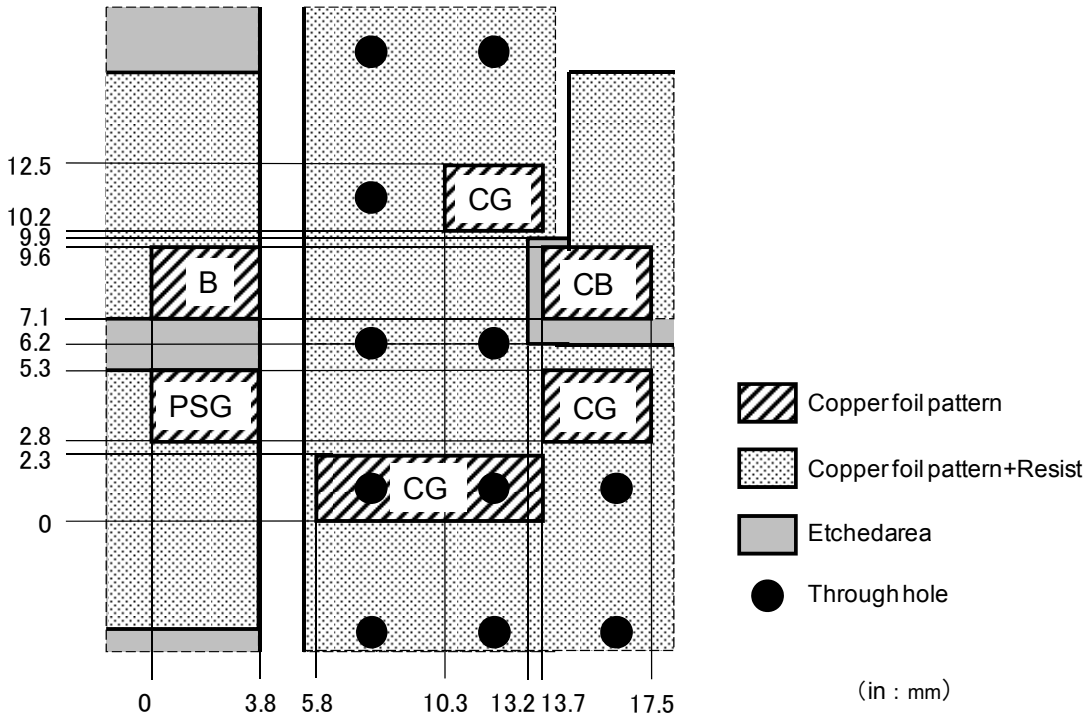 12.5
CG
10.2
9.9
9.6
B
CB
7.1
6.2
5.3
PSG
CG
2.8
2.3
CG
0
0
3.8
5.8
10.3
13.2
13.7
17.5
Copper foil pattern
Copper foil pattern+Resist
Etchedarea
Through hole
(in : mm)